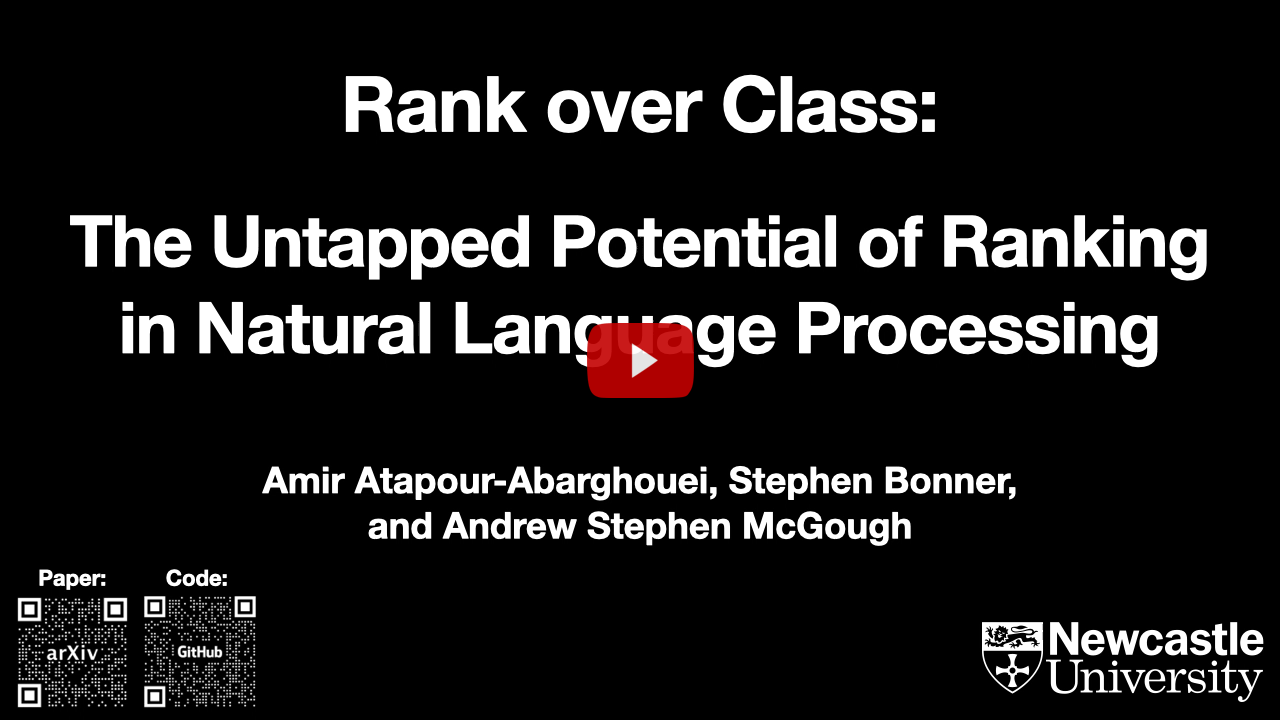 Rank over Class:
The Untapped Potential of Ranking
in Natural Language Processing
Amir Atapour-Abarghouei, Stephen Bonner,
and Andrew Stephen McGough
Paper:
Code:
arXiv
GitHub
Newcastle
University